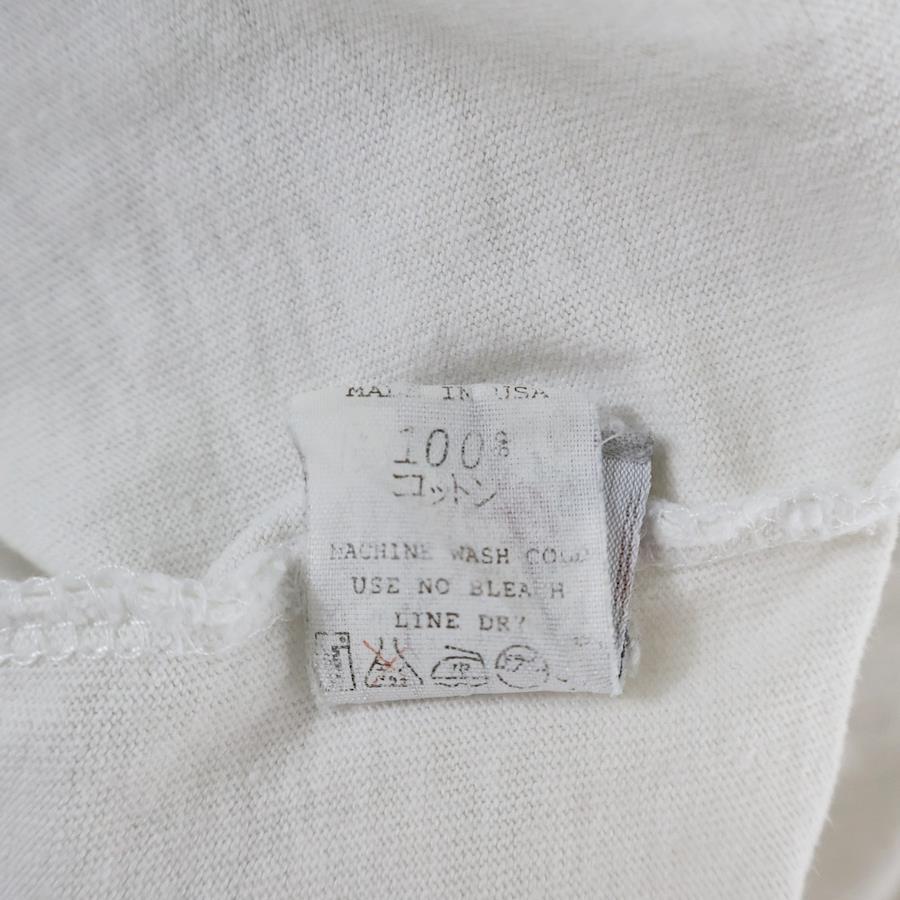 MADE IN USA
100%
コットン
MACHINE WASH COLD
USE NO BLEACH
LINE DRY